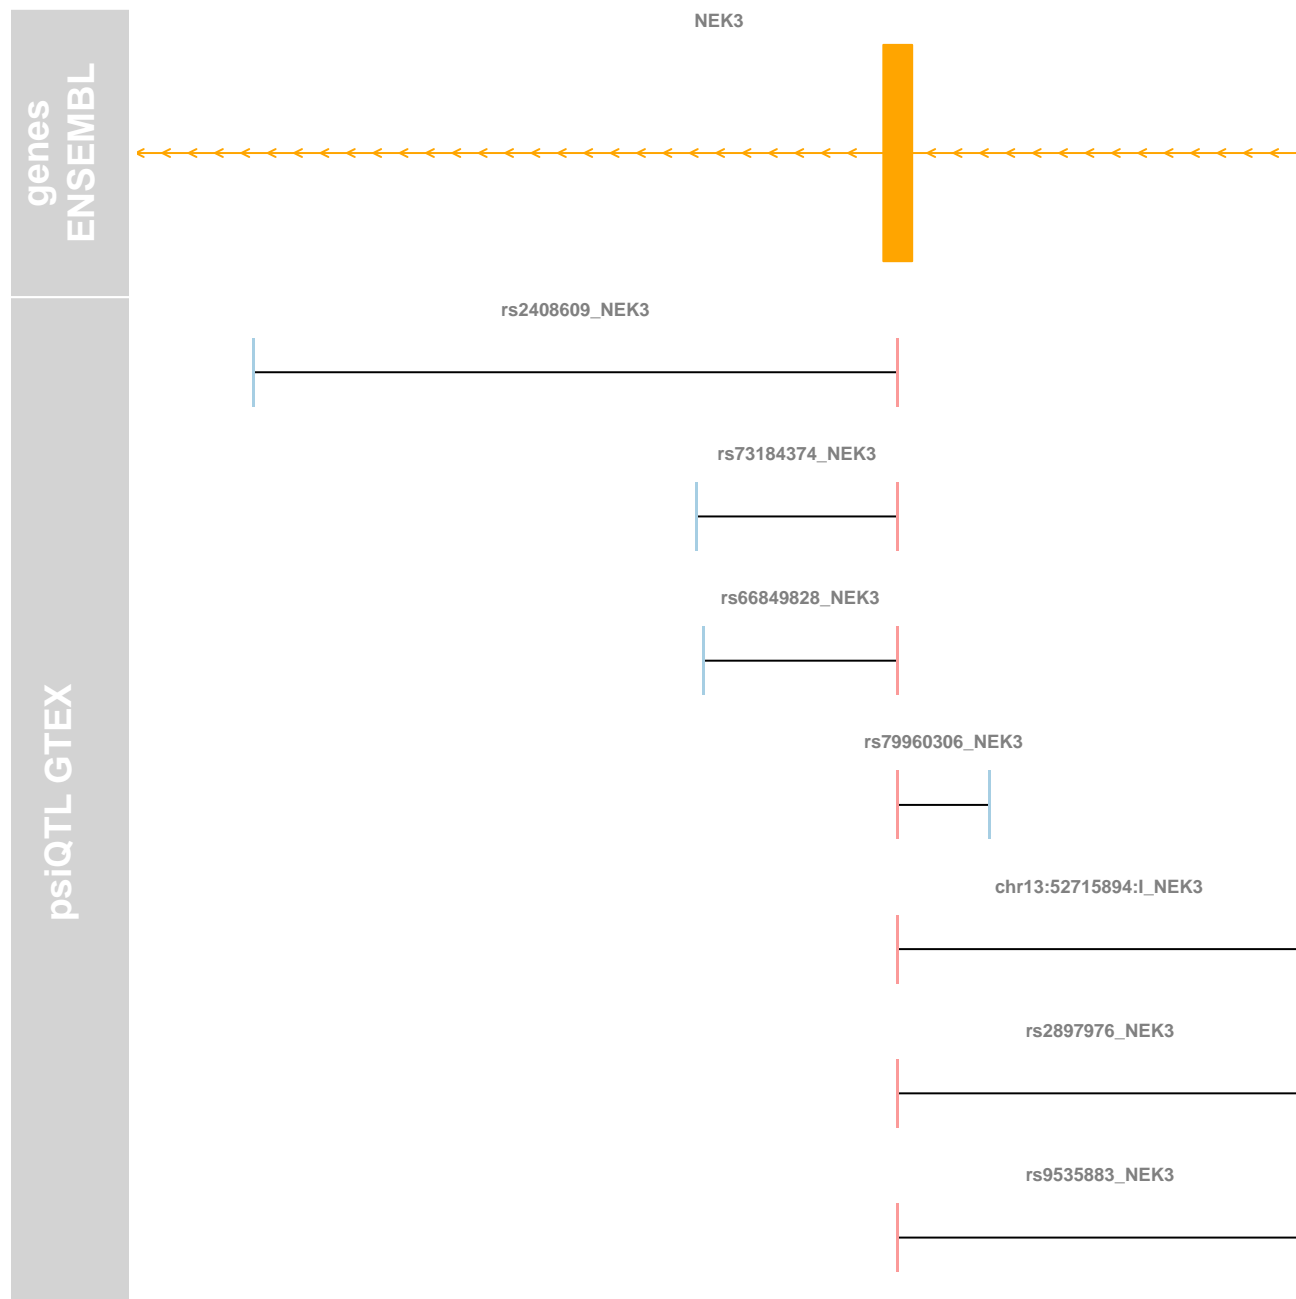 genes
ENSEMBL
NEK3
psiQTL GTEX
rs2408609_NEK3
rs73184374_NEK3
rs66849828_NEK3
rs79960306_NEK3
chr13:52715894:I_NEK3
rs2897976_NEK3
rs9535883_NEK3